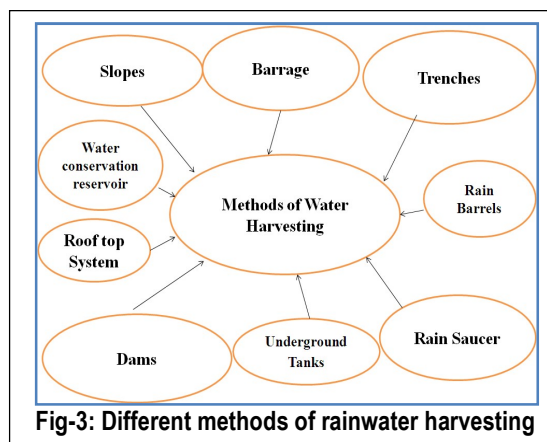 Slopes
Barrage
Trenches
Water
conservation
reservoir
Methods of Water
Harvesting
Rain
Barrels
Roof top
System
Dams
Underground
Tanks
Rain Saucer
Fig-3: Different methods of rainwater harvesting